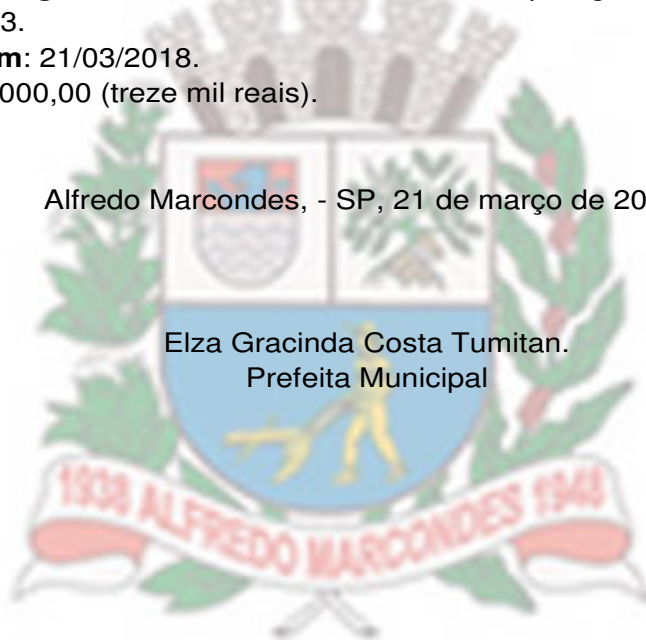 3.
m: 21/03/2018.
000,00 (treze mil reais).
Alfredo Marcondes, - SP, 21 de março de 20
Elza Gracinda Costa Tumitan.
Prefeita Municipal
1938 ALFREDO MARCONDES 1948